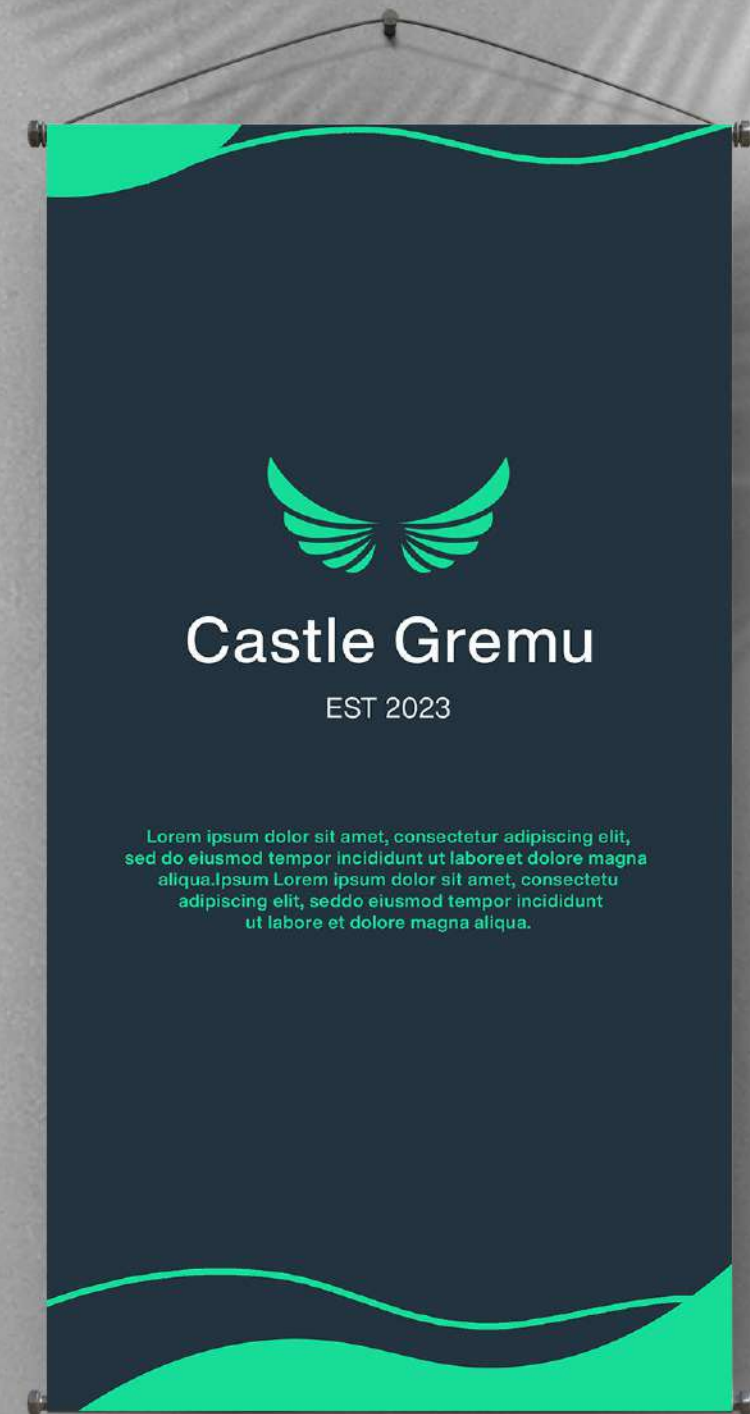 Castle Gremu
EST 2023
Lorem ipsum dolor sit amet, consectetur adipiscing elit,
sed do eiusmod tempor incididunt ut laboreet dolore magna
aliqua.Ipsum Lorem ipsum dolor sit amet, consectetu
adipiscing elit, seddo eiusmod tempor incididunt
ut labore et dolore magna aliqua.